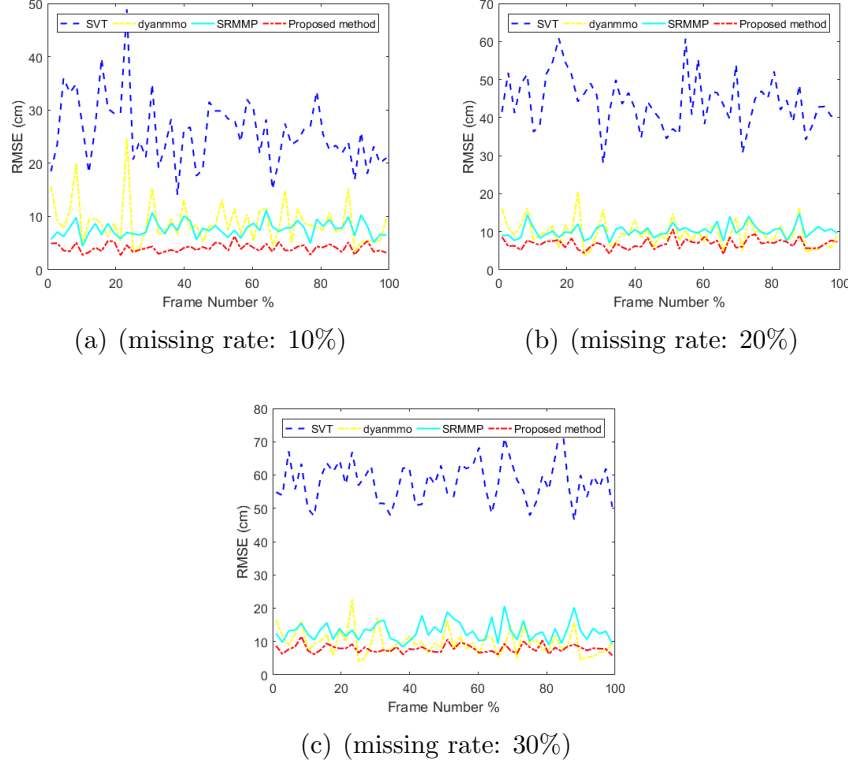 50
40
30
20
10
0
RMSE (cm)
SVT dyanmmo SRMMP Proposed method
0 20 40 60 80 100
Frame Number %
(a) (missing rate: 10%)
70
60
50
40
30
20
10
0
RMSE (cm)
SVT dyanmmo SRMMP Proposed method
0 20 40 60 80 100
Frame Number %
(b) (missing rate: 20%)
80
70
60
50
40
30
20
10
0
RMSE (cm)
SVT dyanmmo SRMMP Proposed method
0 20 40 60 80 100
Frame Number %
(c) (missing rate: 30%)